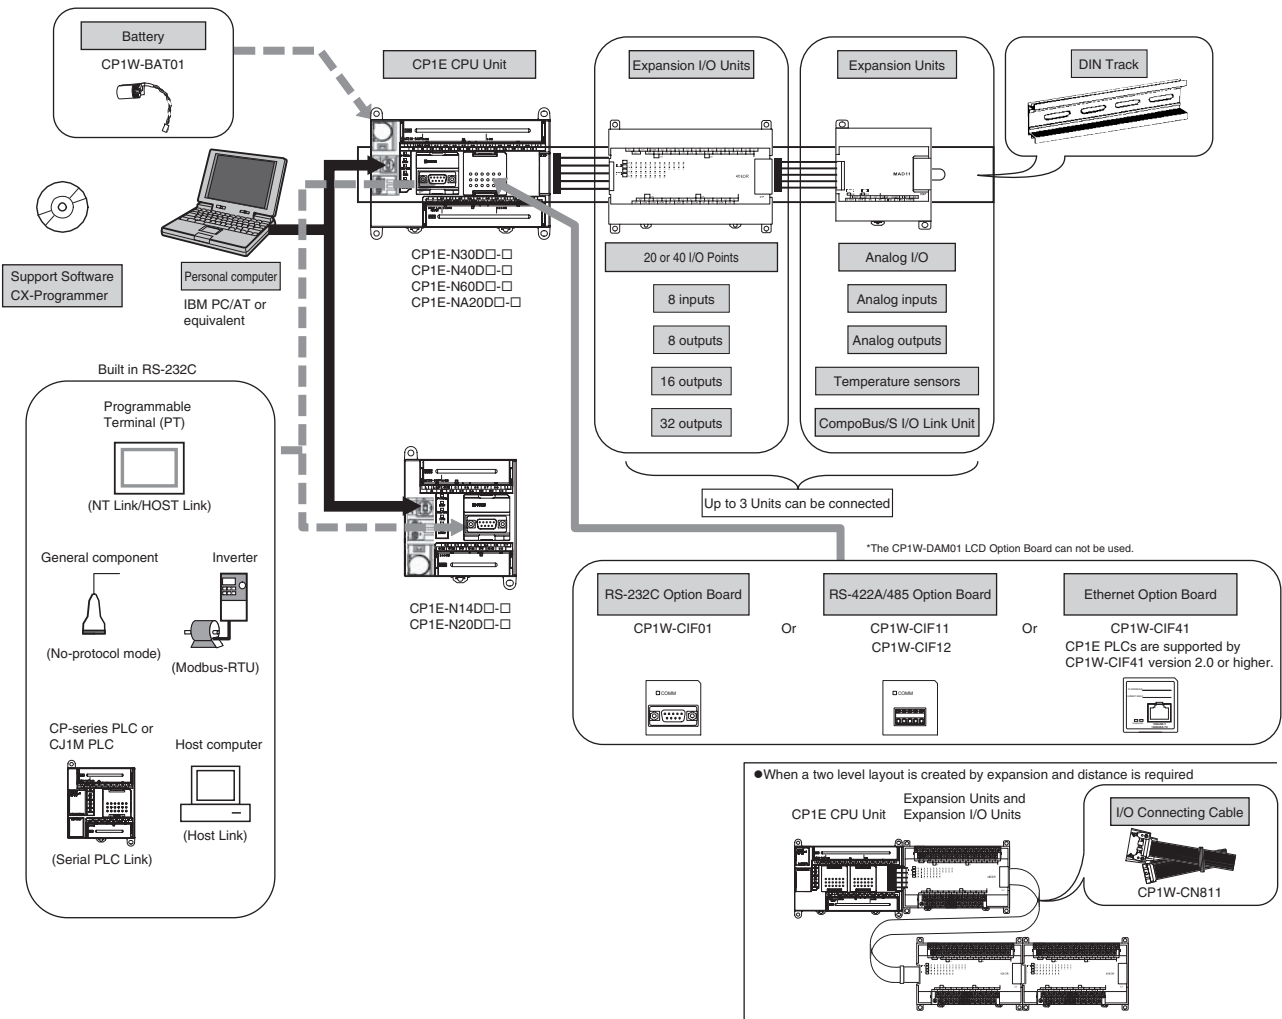 Battery
CP1W-BAT01
CP1E CPU Unit
Expansion I/O Units
Expansion Units
DIN Track
MAD11
CP1E-N30D□-□
CP1E-N40D□-□
CP1E-N60D□-□
CP1E-NA20D□-□
20 or 40 I/O Points
8 inputs
8 outputs
16 outputs
32 outputs
Analog I/O
Analog inputs
Analog outputs
Temperature sensors
CompoBus/S I/O Link Unit
Support Software
CX-Programmer
Personal computer
IBM PC/AT or
equivalent
Built in RS-232C
Programmable
Terminal (PT)
(NT Link/HOST Link)
General component
(No-protocol mode)
Inverter
(Modbus-RTU)
CP-series PLC or
CJ1M PLC
(Serial PLC Link)
Host computer
(Host Link)
CP1E-N14D□-□
CP1E-N20D□-□
Up to 3 Units can be connected
*The CP1W-DAM01 LCD Option Board can not be used.
RS-232C Option Board
CP1W-CIF01
COMM
Or
RS-422A/485 Option Board
CP1W-CIF11
CP1W-CIF12
COMM
Or
Ethernet Option Board
CP1W-CIF41
CP1E PLCs are supported by
CP1W-CIF41 version 2.0 or higher.
●When a two level layout is created by expansion and distance is required
CP1E CPU Unit
Expansion Units and
Expansion I/O Units
I/O Connecting Cable
CP1W-CN811